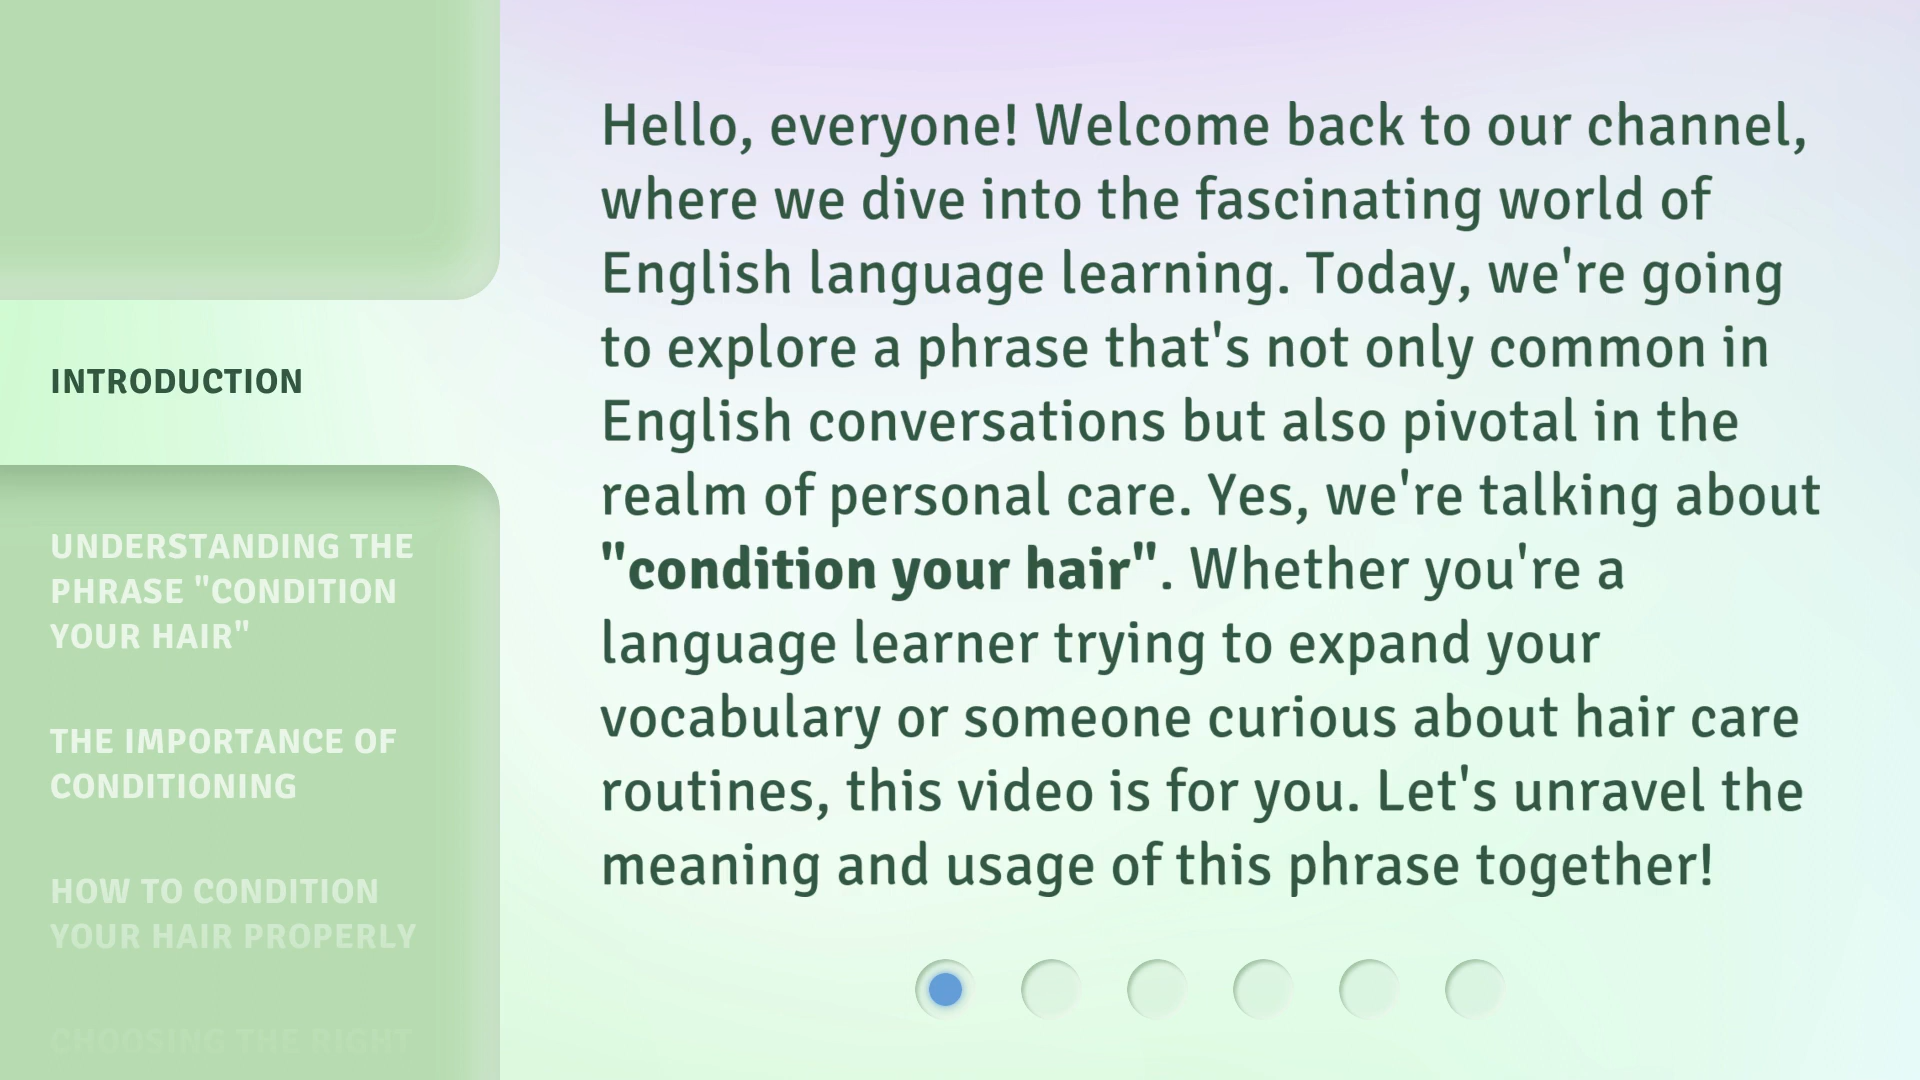 INTRODUCTION
UNDERSTANDING THE
PHRASE "CONDITION
YOUR HAIR"
THE IMPORTANCE OF
CONDITIONING
HOW TO CONDITION
YOUR HAIR PROPERLY
CHOOSING THE RIGHT
Hello, everyone! Welcome back to our channel,
where we dive into the fascinating world of
English language learning. Today, we're going
to explore a phrase that's not only common in
English conversations but also pivotal in the
realm of personal care. Yes, we're talking about
"condition your hair". Whether you're a
language learner trying to expand your
vocabulary or someone curious about hair care
routines, this video is for you. Let's unravel the
meaning and usage of this phrase together!